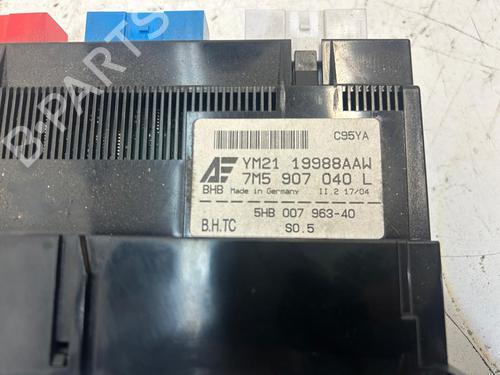 C95YA
AF YM21 19988AAW
7M5 907 040 L
BHB Made in Germany II.2 17/04
5HB 007 963-40
B.H.TC S0.5
B-PARTS